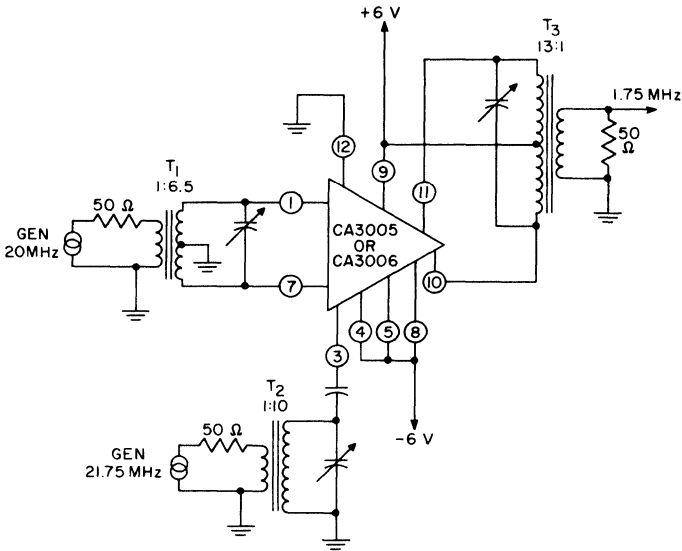 +6 V
T3
13:1
1.75 MHz
50
Ω
12
9
11
T1
1:6.5
50 Ω
GEN
20MHz
1
CA3005
OR
CA3006
7
10
4
5
8
3
-6 V
T2
1:10
50 Ω
GEN
21.75 MHz